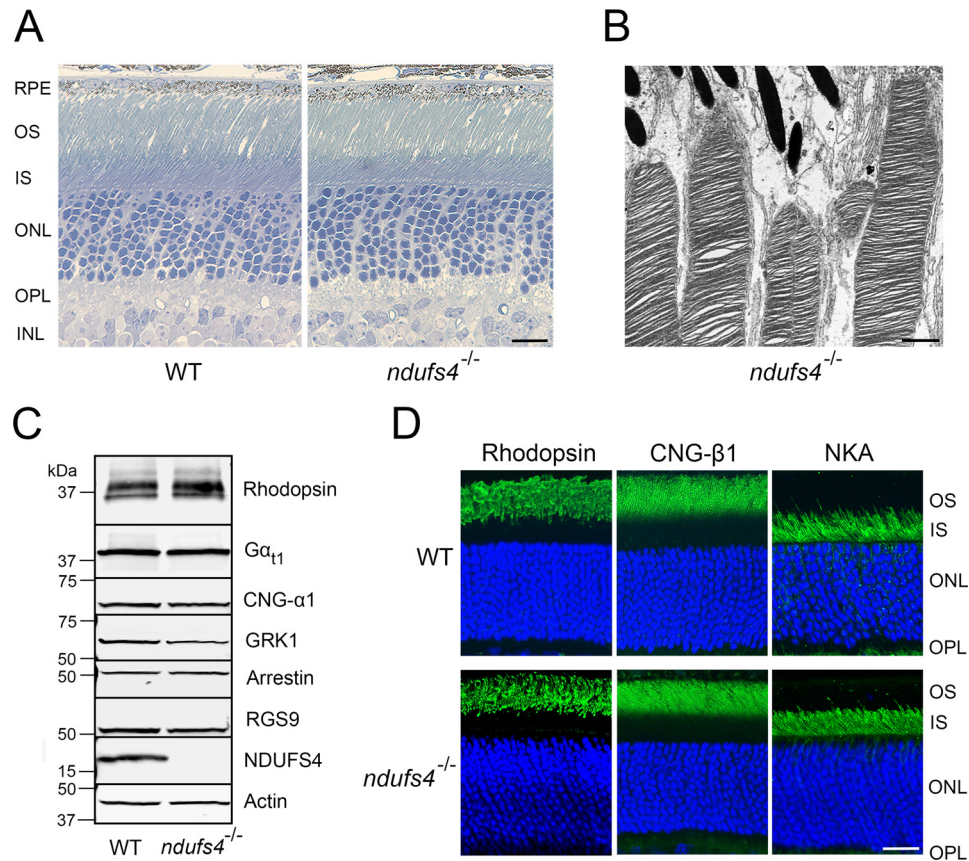 A
RPE
OS
IS
ONL
OPL
INL
WT
ndufs4-/-
B
ndufs4-/-
C
kDa
37
Rhodopsin
37
Gαt1
75
CNG-α1
75
50
GRK1
50
Arrestin
50
RGS9
15
NDUFS4
50
37
Actin
WT ndufs4-/-
D
Rhodopsin CNG-β1 NKA
WT
OS
IS
ONL
OPL
ndufs4-/-
OS
IS
ONL
OPL